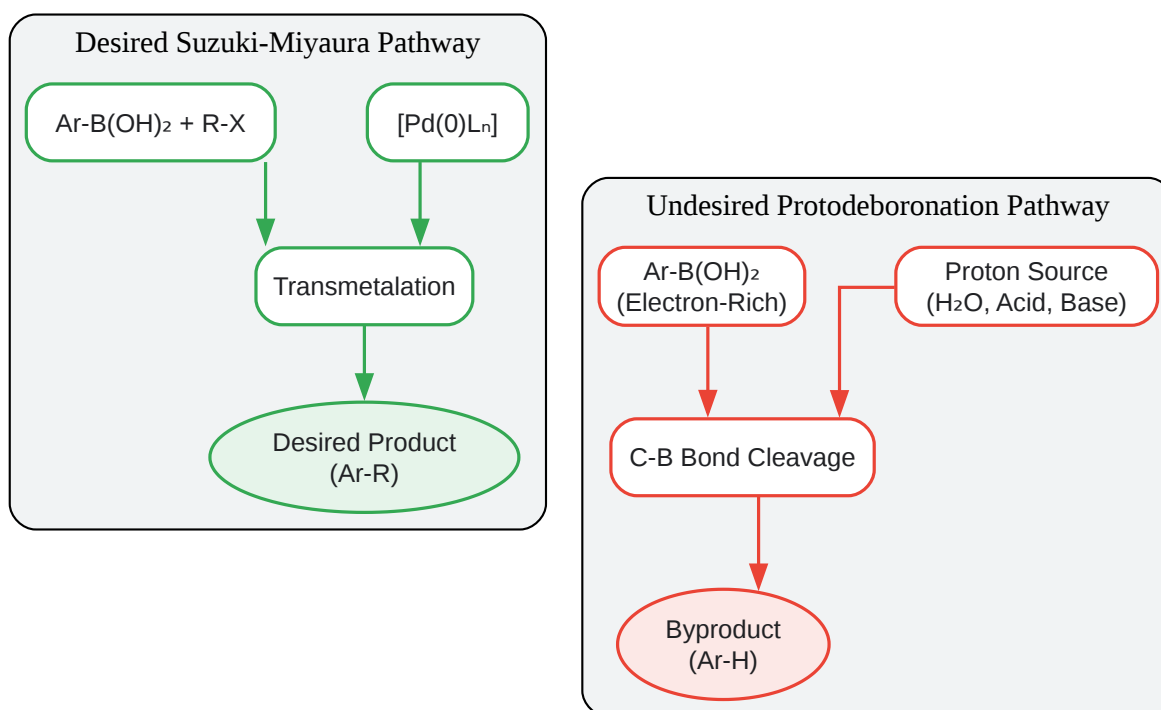 Desired Suzuki-Miyaura Pathway
Ar-B(OH)₂ + R-X
[Pd(0)Lₙ]
Transmetalation
Desired Product
(Ar-R)
Undesired Protodeboronation Pathway
Ar-B(OH)₂
(Electron-Rich)
Proton Source
(H₂O, Acid, Base)
C-B Bond Cleavage
Byproduct
(Ar-H)